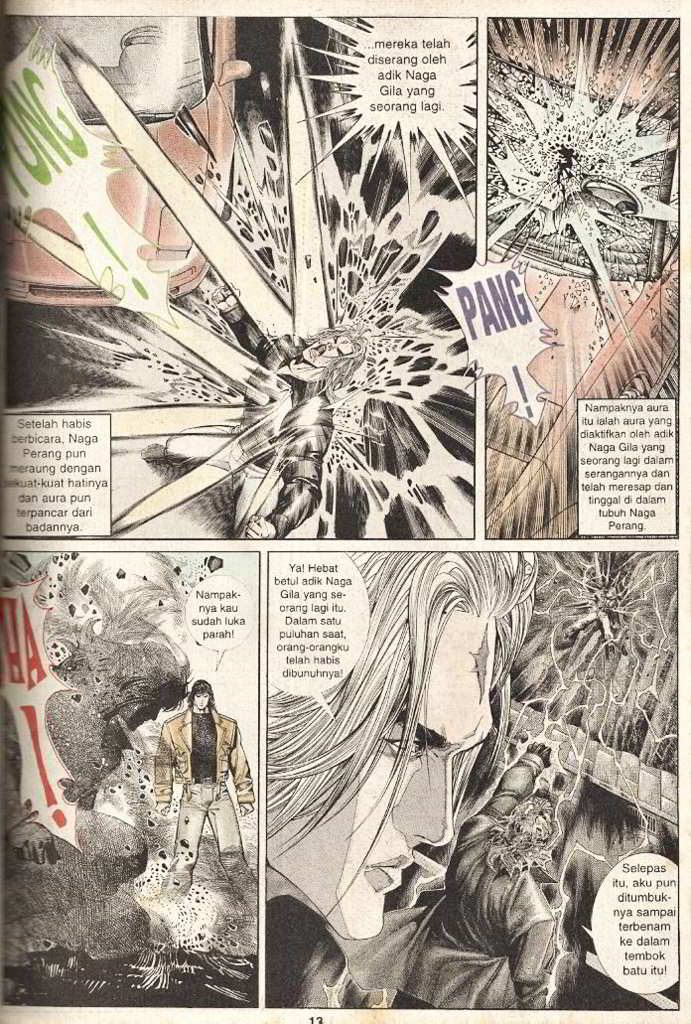 ...mereka telah
diserang oleh
adik Naga
Gila yang
seorang lagi.
!
Setelah habis
berbicara, Naga
Perang pun
meraung dengan
sekuat-kuat hatinya
dan aura pun
terpancar dari
badannya.
PANG
!
Nampaknya aura
itu ialah aura yang
diaktifkan oleh adik
Naga Gila yang
seorang lagi dalam
serangannya dan
telah meresap dan
tinggal di dalam
tubuh Naga
Perang.
!
Nampak-
nya kau
sudah luka
parah!
Ya! Hebat
betul adik Naga
Gila yang se-
orang lagi itu.
Dalam satu
puluhan saat,
orang-orangku
telah habis
dibunuhnya!
Selepas
itu, aku pun
ditumbuk-
nya sampai
terbenam
ke dalam
tembok
batu itu!
13